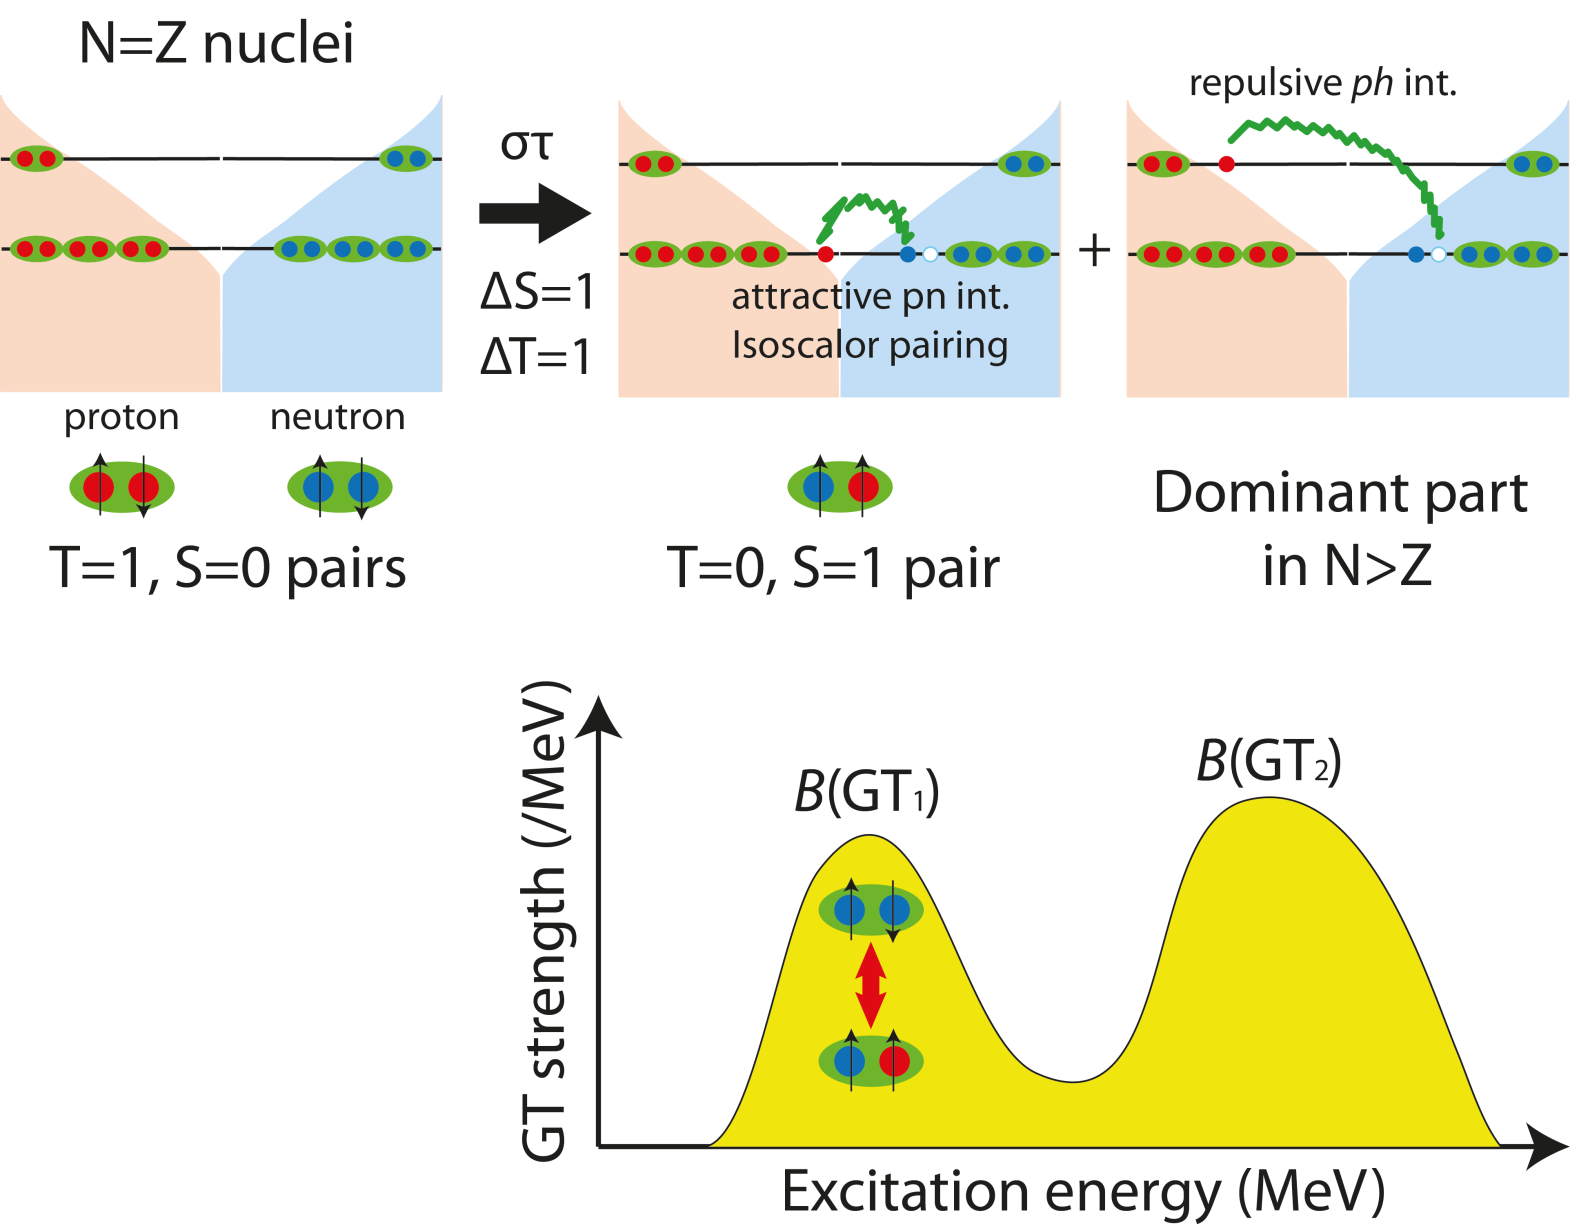 N=Z nuclei
repulsive ph int.
στ
ΔS=1
ΔT=1
+
attractive pn int.
Isoscalor pairing
proton
neutron
T=1, S=0 pairs
T=0, S=1 pair
Dominant part
in N>Z
GT strength (/MeV)
B(GT₁)
B(GT₂)
Excitation energy (MeV)